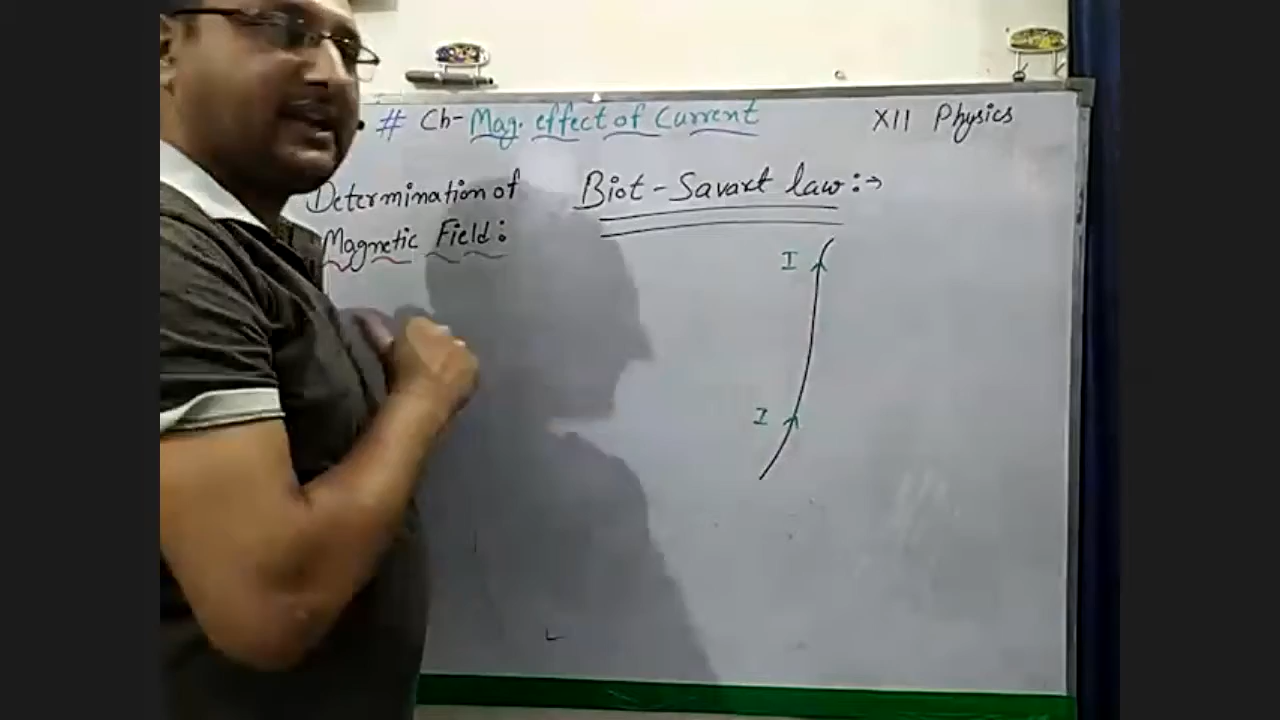 # Ch- Mag. effect of Current
XII Physics
Determination of
Magnetic Field:
Biot - Savart law :→
I
I